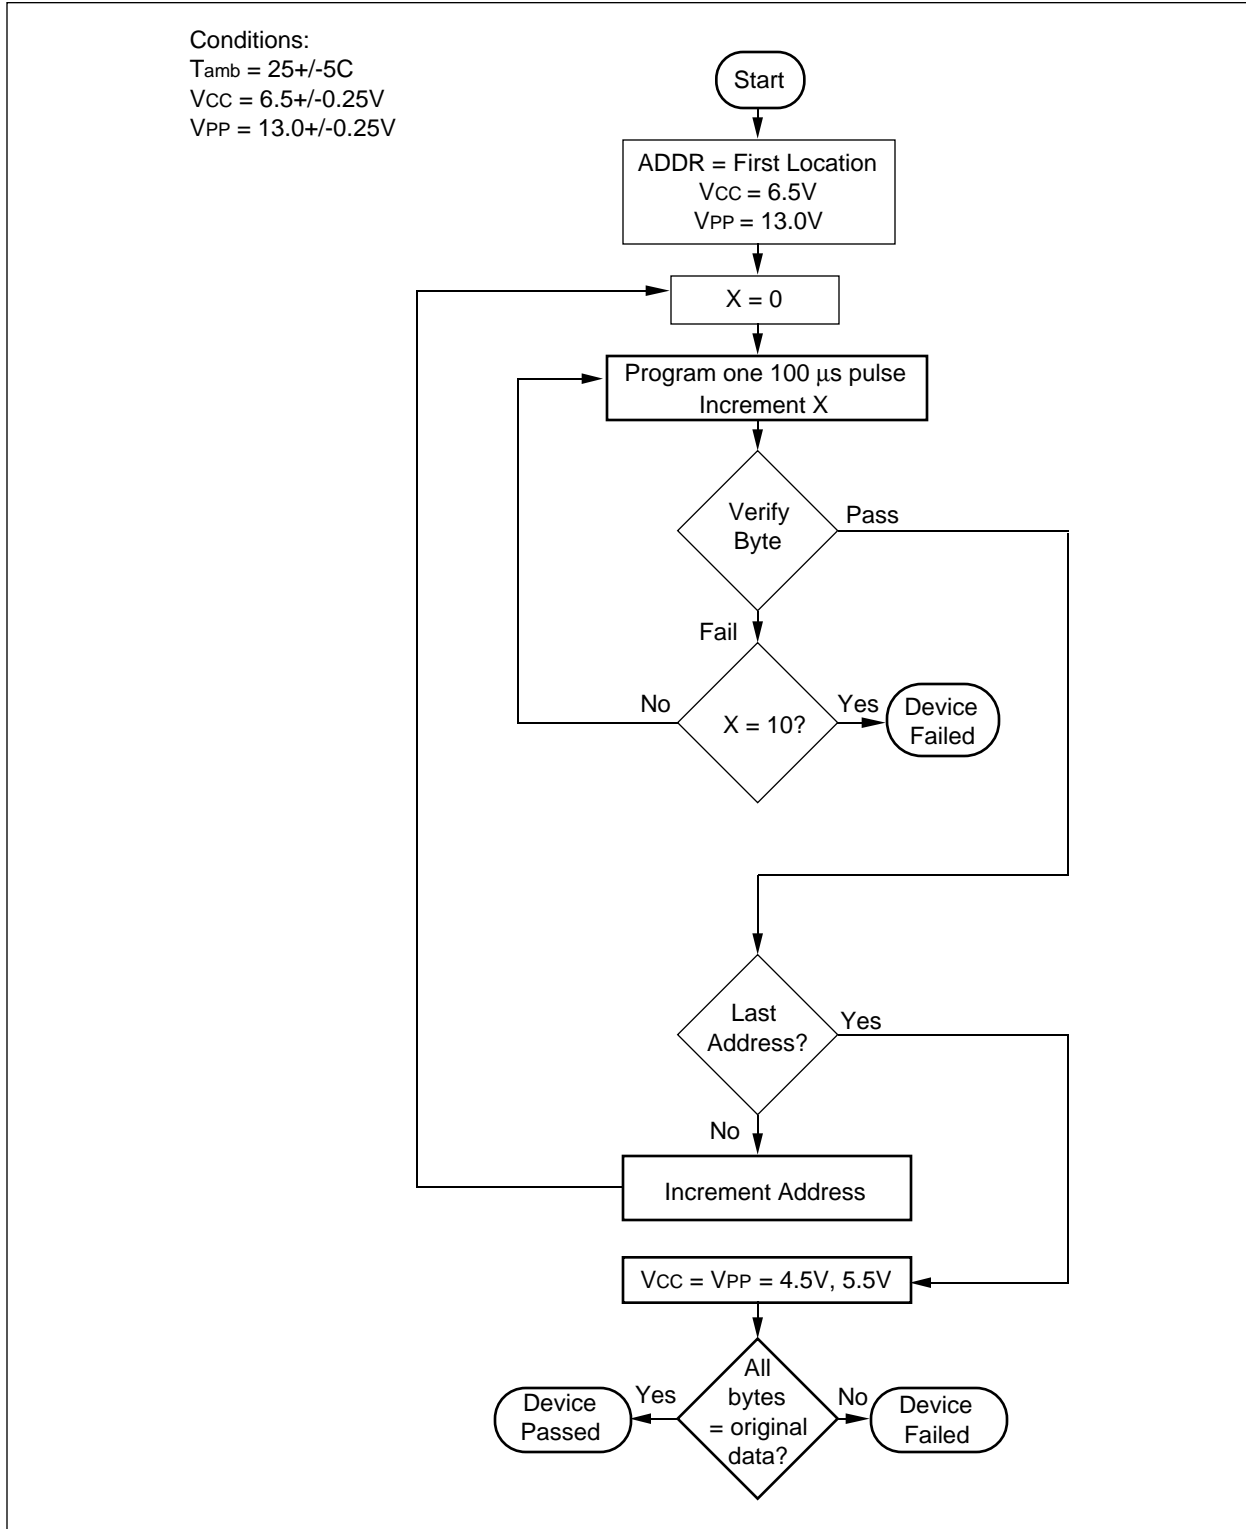 Conditions:
Tamb = 25+/-5C
VCC = 6.5+/-0.25V
VPP = 13.0+/-0.25V
Start
ADDR = First Location
VCC = 6.5V
VPP = 13.0V
X = 0
Program one 100 μs pulse
Increment X
Verify
Byte
Pass
Fail
No
X = 10?
Yes
Device
Failed
Last
Address?
Yes
No
Increment Address
VCC = VPP = 4.5V, 5.5V
All
bytes
= original
data?
Yes
Device
Passed
No
Device
Failed